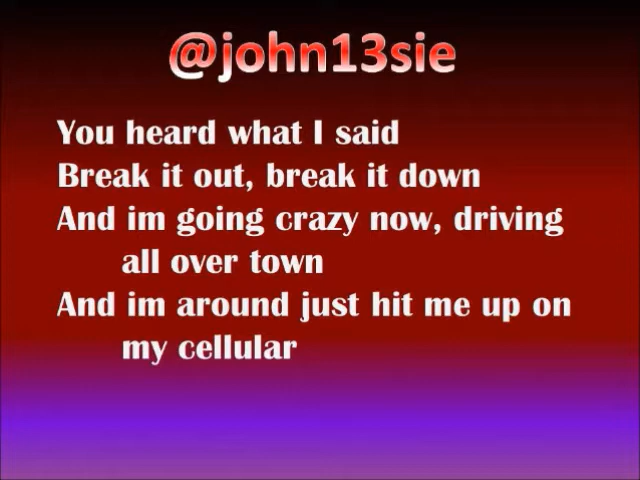 @john13sie
You heard what I said
Break it out, break it down
And im going crazy now, driving
all over town
And im around just hit me up on
my cellular